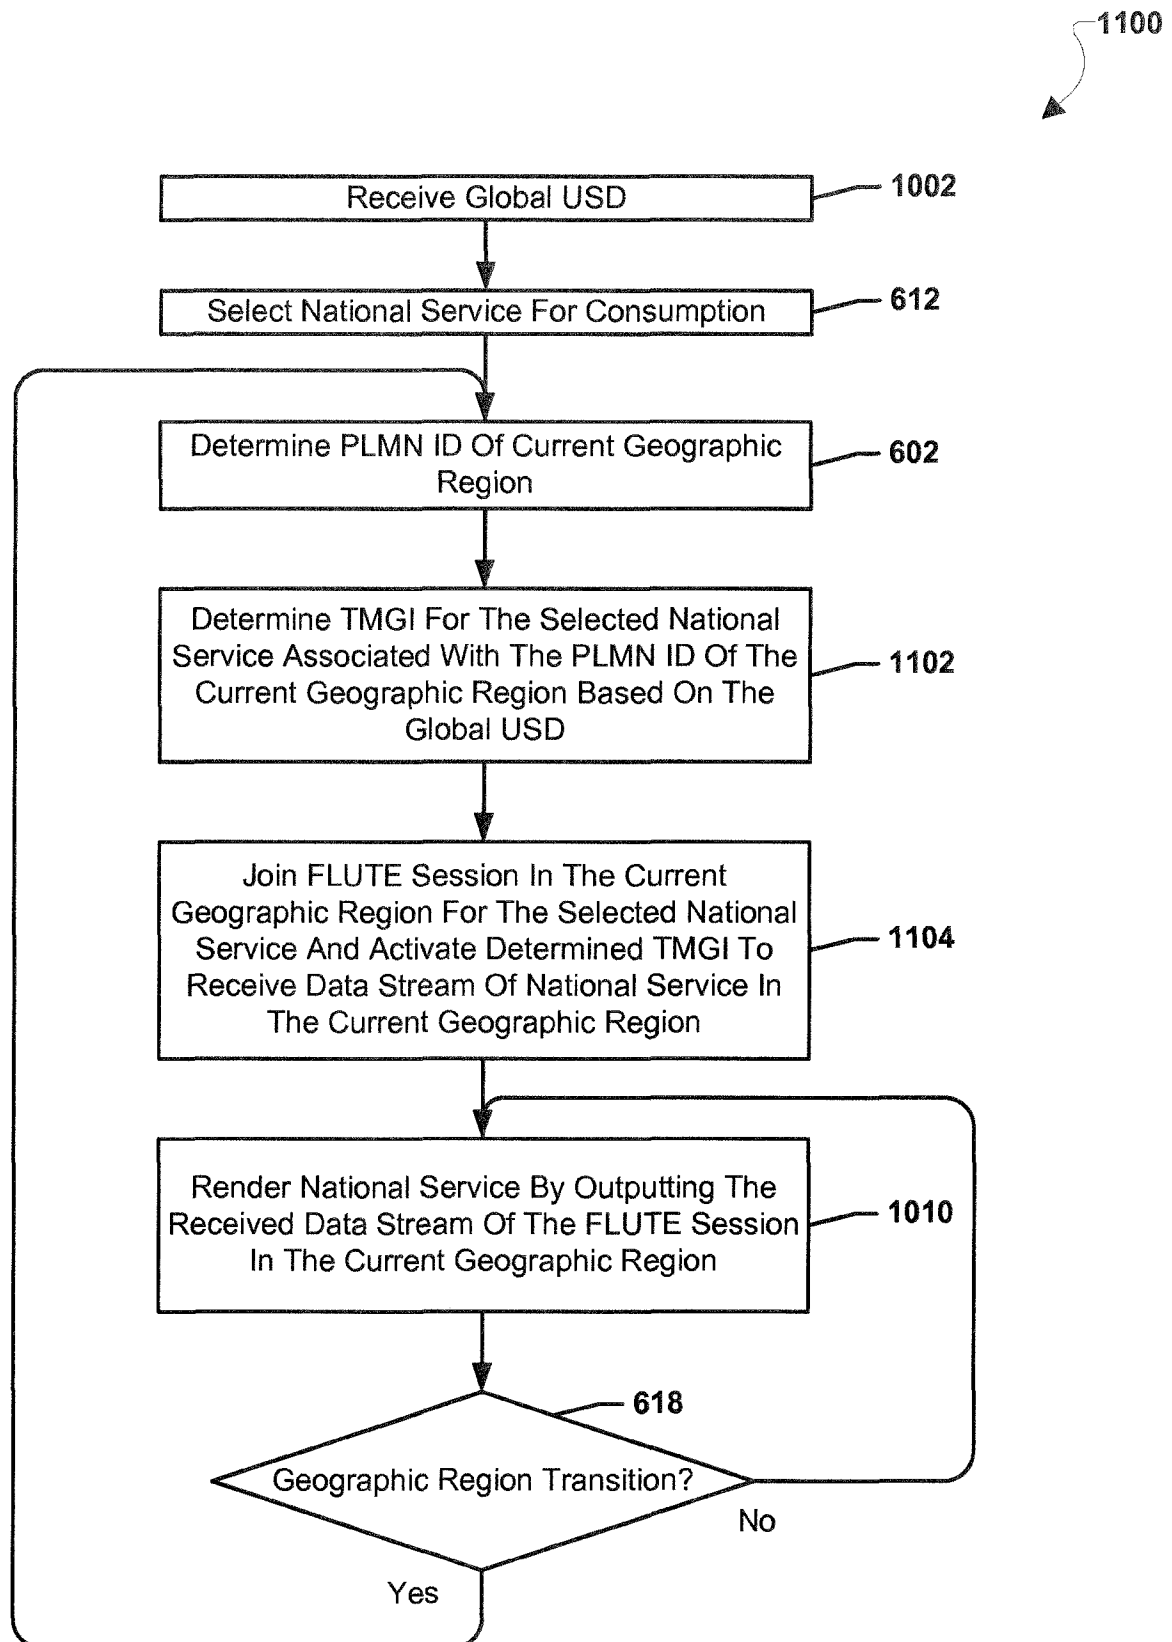 1100
Receive Global USD
1002
Select National Service For Consumption
612
Determine PLMN ID Of Current Geographic
Region
602
Determine TMGI For The Selected National
Service Associated With The PLMN ID Of The
Current Geographic Region Based On The
Global USD
1102
Join FLUTE Session In The Current
Geographic Region For The Selected National
Service And Activate Determined TMGI To
Receive Data Stream Of National Service In
The Current Geographic Region
1104
Render National Service By Outputting The
Received Data Stream Of The FLUTE Session
In The Current Geographic Region
1010
618
Geographic Region Transition?
No
Yes